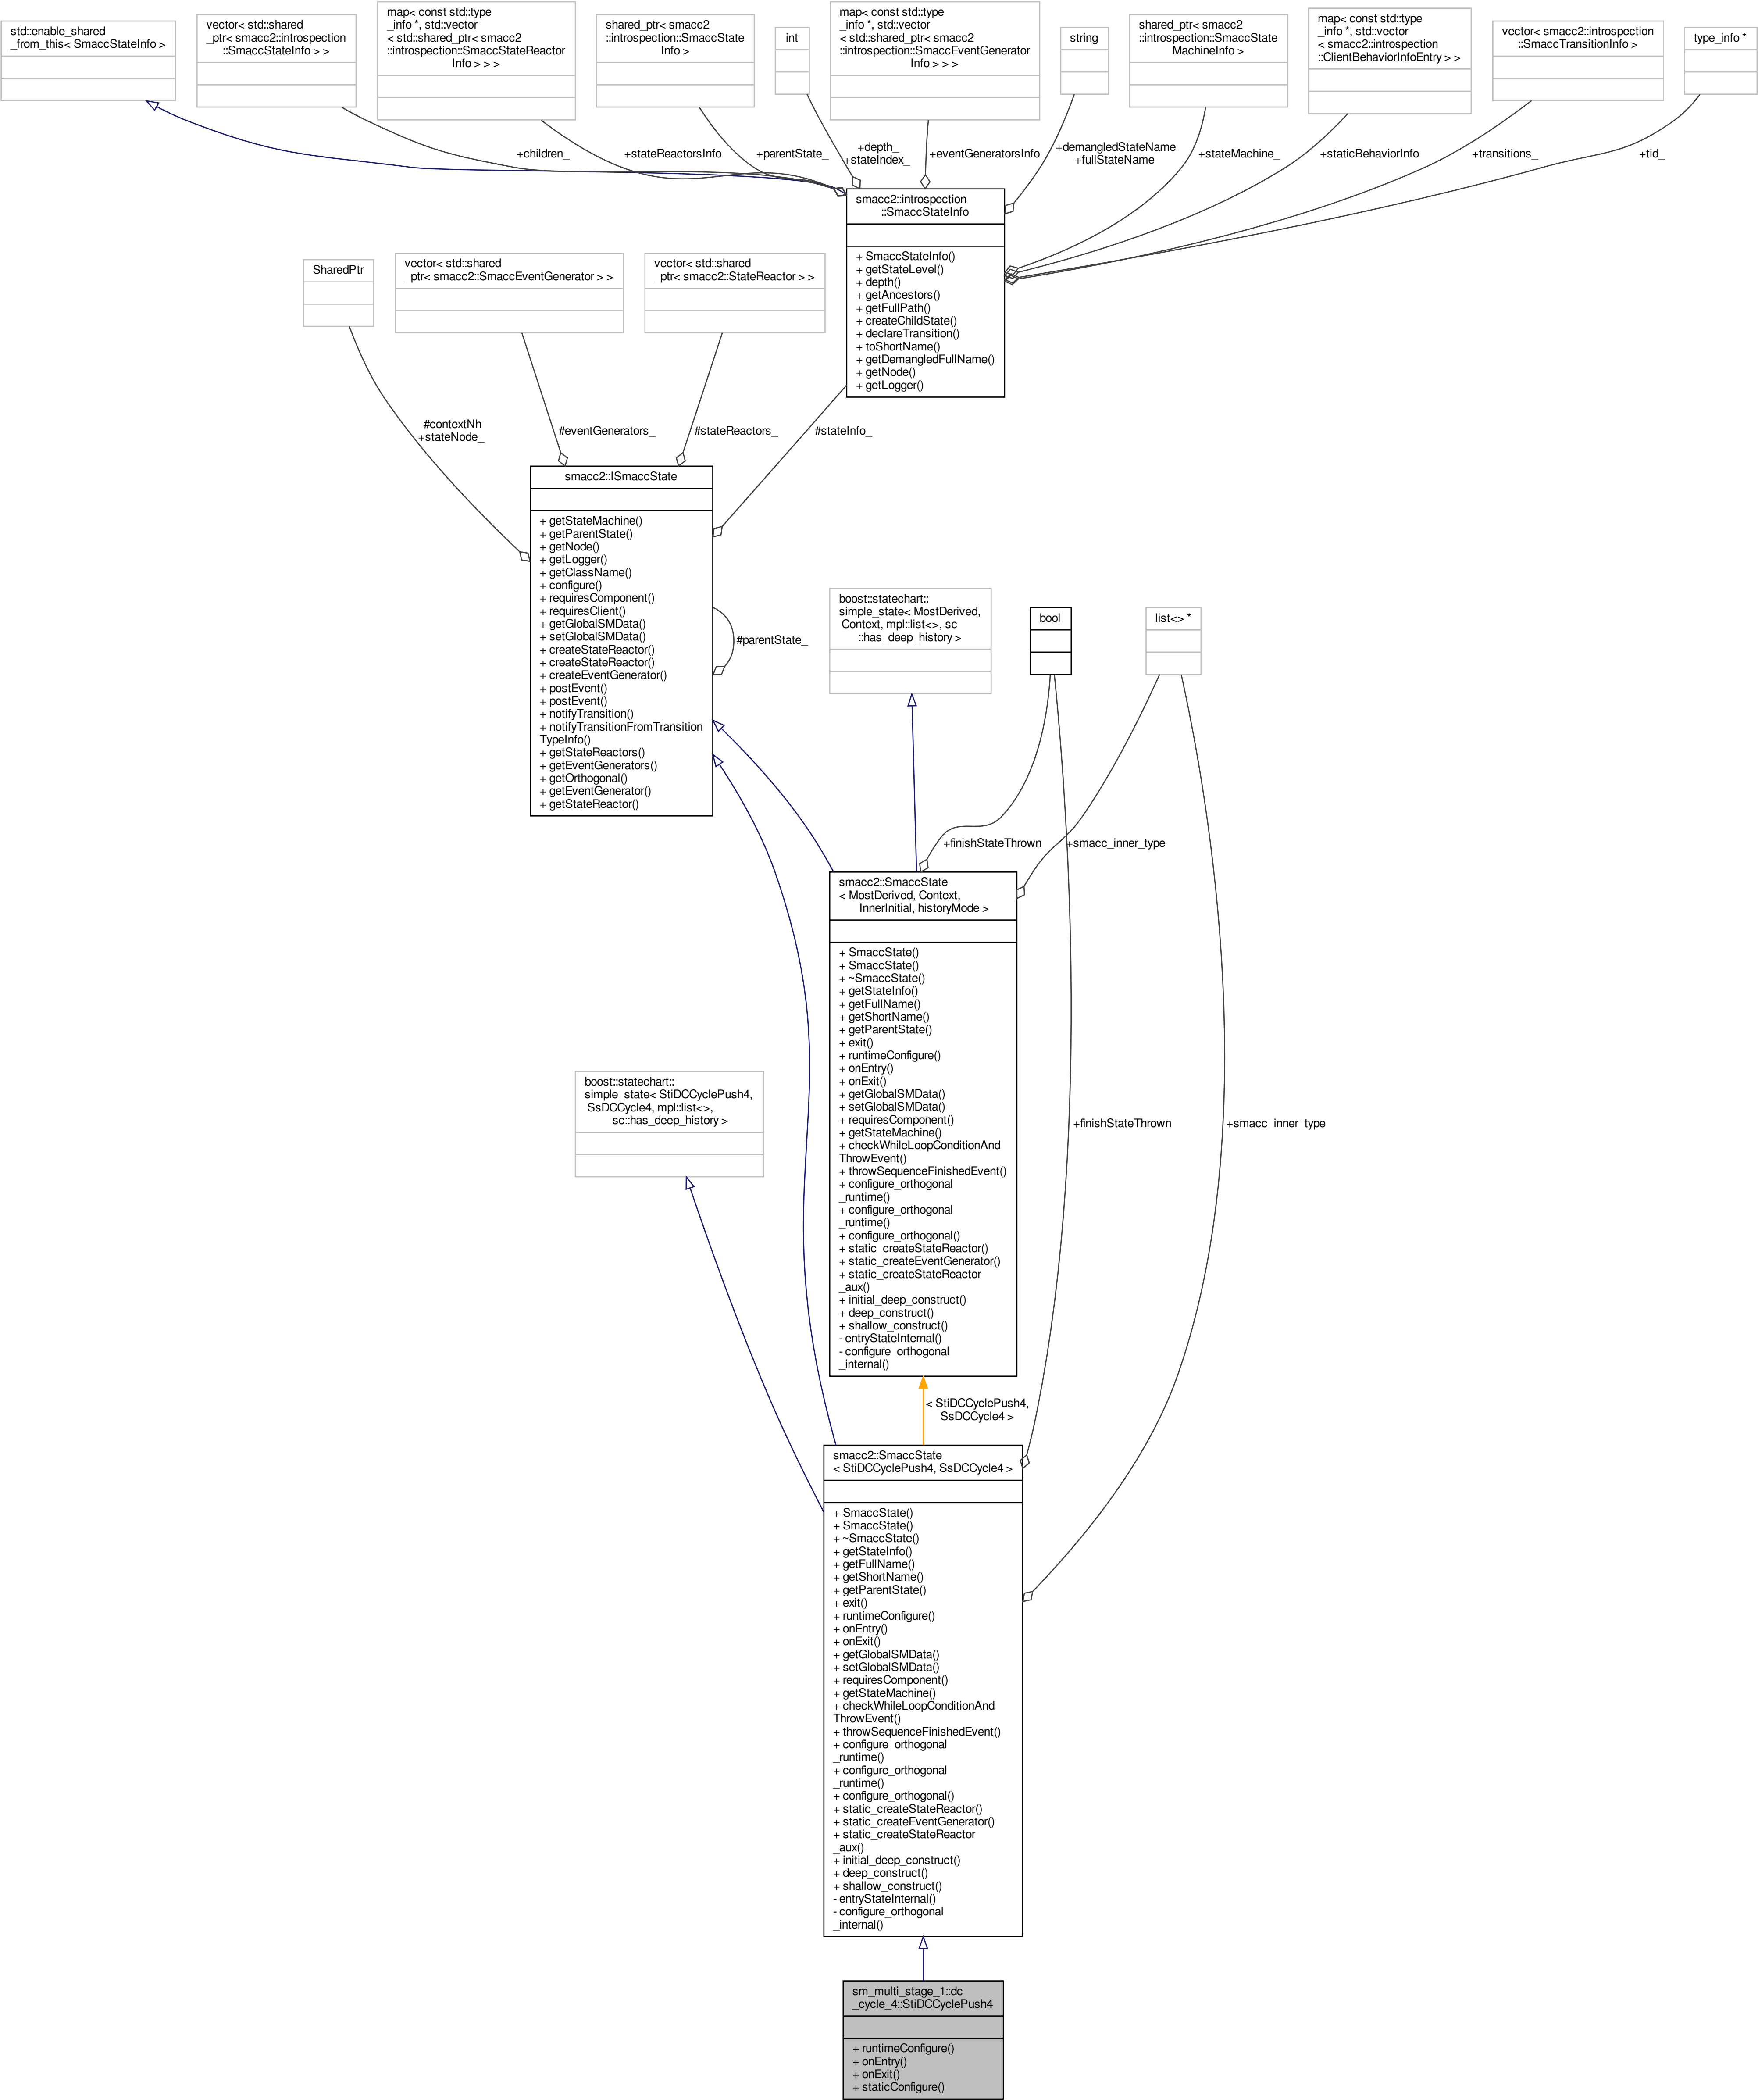 std::enable_shared
_from_this< SmaccStateInfo >
vector< std::shared
_ptr< smacc2::introspection
::SmaccStateInfo > >
map< const std::type
_info *, std::vector
< std::shared_ptr< smacc2
::introspection::SmaccStateReactor
Info > > >
shared_ptr< smacc2
::introspection::SmaccState
Info >
int
map< const std::type
_info *, std::vector
< std::shared_ptr< smacc2
::introspection::SmaccEventGenerator
Info > > >
string
shared_ptr< smacc2
::introspection::SmaccState
MachineInfo >
map< const std::type
_info *, std::vector
< smacc2::introspection
::ClientBehaviorInfoEntry > >
vector< smacc2::introspection
::SmaccTransitionInfo >
type_info *
+children_
+stateReactorsInfo
+parentState_
+depth_
+stateIndex_
+eventGeneratorsInfo
+demangledStateName
+fullStateName
+stateMachine_
+staticBehaviorInfo
+transitions_
+tid_
smacc2::introspection
::SmaccStateInfo
+ SmaccStateInfo()
+ getStateLevel()
+ depth()
+ getAncestors()
+ getFullPath()
+ createChildState()
+ declareTransition()
+ toShortName()
+ getDemangledFullName()
+ getNode()
+ getLogger()
SharedPtr
vector< std::shared
_ptr< smacc2::SmaccEventGenerator > >
vector< std::shared
_ptr< smacc2::StateReactor > >
#contextNh
+stateNode_
#eventGenerators_
#stateReactors_
#stateInfo_
smacc2::ISmaccState
+ getStateMachine()
+ getParentState()
+ getNode()
+ getLogger()
+ getClassName()
+ configure()
+ requiresComponent()
+ requiresClient()
+ getGlobalSMData()
+ setGlobalSMData()
+ createStateReactor()
+ createStateReactor()
+ createEventGenerator()
+ postEvent()
+ postEvent()
+ notifyTransition()
+ notifyTransitionFromTransition
TypeInfo()
+ getStateReactors()
+ getEventGenerators()
+ getOrthogonal()
+ getEventGenerator()
+ getStateReactor()
#parentState_
boost::statechart::
simple_state< MostDerived,
Context, mpl::list<>, sc
::has_deep_history >
bool
list<> *
+finishStateThrown
+smacc_inner_type
smacc2::SmaccState
< MostDerived, Context,
InnerInitial, historyMode >
+ SmaccState()
+ SmaccState()
+ ~SmaccState()
+ getStateInfo()
+ getFullName()
+ getShortName()
+ getParentState()
+ exit()
+ runtimeConfigure()
+ onEntry()
+ onExit()
+ getGlobalSMData()
+ setGlobalSMData()
+ requiresComponent()
+ getStateMachine()
+ checkWhileLoopConditionAnd
ThrowEvent()
+ throwSequenceFinishedEvent()
+ configure_orthogonal
_runtime()
+ configure_orthogonal
_runtime()
+ configure_orthogonal()
+ static_createStateReactor()
+ static_createEventGenerator()
+ static_createStateReactor
_aux()
+ initial_deep_construct()
+ deep_construct()
+ shallow_construct()
- entryStateInternal()
- configure_orthogonal
_internal()
boost::statechart::
simple_state< StiDCCyclePush4,
SsDCCycle4, mpl::list<>,
sc::has_deep_history >
+finishStateThrown
+smacc_inner_type
< StiDCCyclePush4,
SsDCCycle4 >
smacc2::SmaccState
< StiDCCyclePush4, SsDCCycle4 >
+ SmaccState()
+ SmaccState()
+ ~SmaccState()
+ getStateInfo()
+ getFullName()
+ getShortName()
+ getParentState()
+ exit()
+ runtimeConfigure()
+ onEntry()
+ onExit()
+ getGlobalSMData()
+ setGlobalSMData()
+ requiresComponent()
+ getStateMachine()
+ checkWhileLoopConditionAnd
ThrowEvent()
+ throwSequenceFinishedEvent()
+ configure_orthogonal
_runtime()
+ configure_orthogonal
_runtime()
+ configure_orthogonal()
+ static_createStateReactor()
+ static_createEventGenerator()
+ static_createStateReactor
_aux()
+ initial_deep_construct()
+ deep_construct()
+ shallow_construct()
- entryStateInternal()
- configure_orthogonal
_internal()
sm_multi_stage_1::dc
_cycle_4::StiDCCyclePush4
+ runtimeConfigure()
+ onEntry()
+ onExit()
+ staticConfigure()